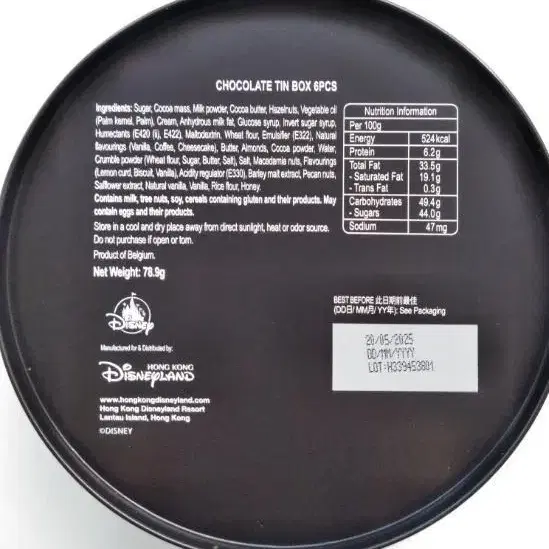 CHOCOLATE TIN BOX 6PCS
Ingredients: Sugar, Cocoa mass, Milk powder, Cocoa butter, Hazelnuts, Vegetable oil
(Palm kernel, Palm), Cream, Anhydrous milk fat, Glucose syrup, Invert sugar syrup,
Humectants (E420 (ii), E422), Maltodextrin, Wheat flour, Emulsifier (E322), Natural
flavourings (Vanilla, Coffee, Cheesecake), Butter, Almonds, Cocoa powder, Water,
Crumble powder (Wheat flour, Sugar, Butter, Salt), Salt, Macadamia nuts, Flavourings
(Lemon curd, Biscuit, Vanilla), Acidity regulator (E330), Barley malt extract, Pecan nuts,
Safflower extract, Natural vanilla, Vanilla, Rice flour, Honey.
Contains milk, tree nuts, soy, cereals containing gluten and their products. May
contain eggs and their products.
Store in a cool and dry place away from direct sunlight, heat or odor source.
Do not purchase if open or torn.
Product of Belgium.
Net Weight: 78.9g
Nutrition Information
Per 100g
Energy 524 kcal
Protein 6.2g
Total Fat 33.5g
- Saturated Fat 19.1g
- Trans Fat 0.3g
Carbohydrates 49.4g
- Sugars 44.0g
Sodium 47 mg
Disney
Manufactured for & Distributed by:
HONG KONG
Disneyland
www.hongkongdisneyland.com
Hong Kong Disneyland Resort
Lantau Island, Hong Kong
©DISNEY
BEST BEFORE 此日期前最佳
(DD日/ MM月/ YY年): See Packaging
20/05/2025
DD/MM/YYYY
LOT:H339453801